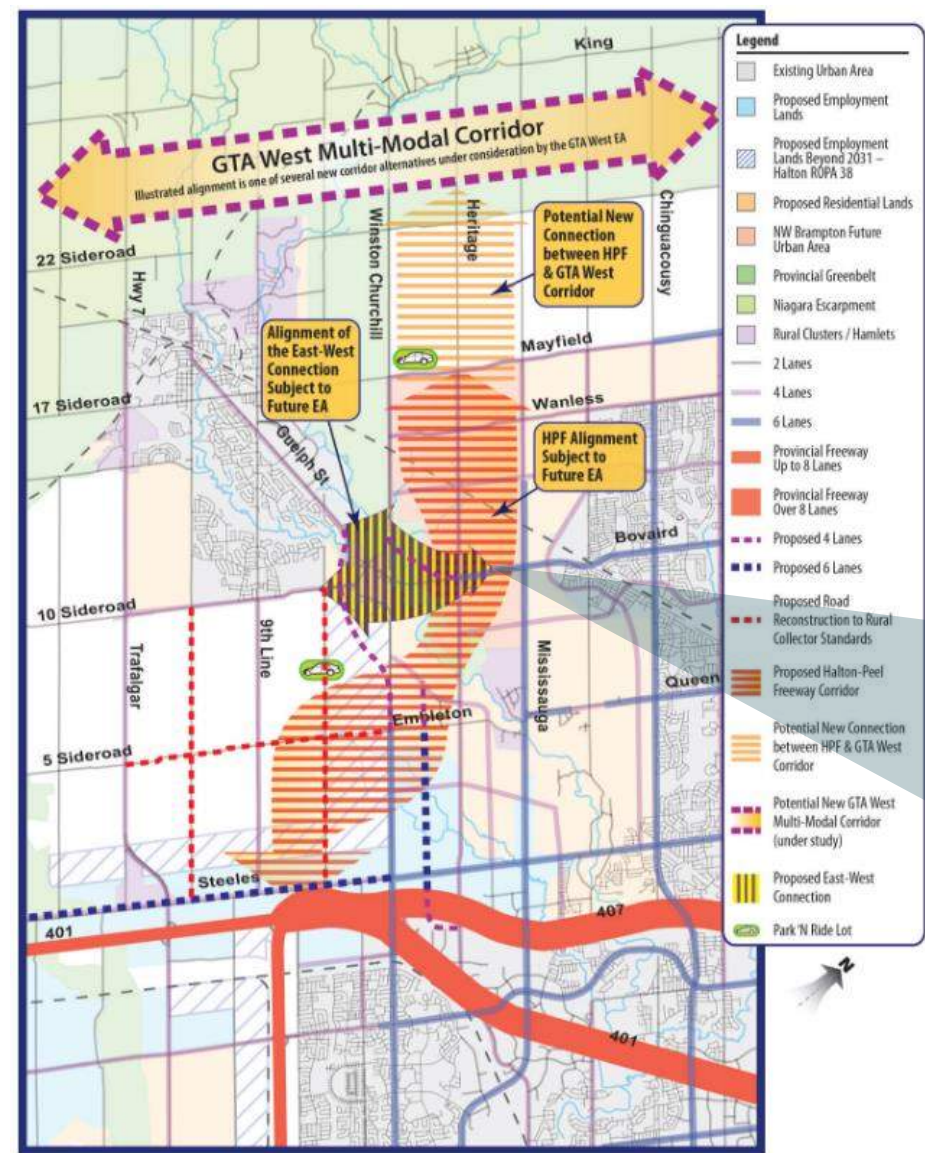 King
GTA West Multi-Modal Corridor
Illustrated alignment is one of several new corridor alternatives under consideration by the GTA West EA
22 Sideroad
Hwy 7
Winston Churchill
Heritage
Chinguacousy
Potential New
Connection
between HPF
& GTA West
Corridor
Alignment of
the East-West
Connection
Subject to
Future EA
Mayfield
17 Sideroad
Wanless
Guelph St
HPF Alignment
Subject to
Future EA
Bovaird
10 Sideroad
Trafalgar
9th Line
Mississauga
Queen
Embleton
5 Sideroad
Steeles
401
407
401
Legend
Existing Urban Area
Proposed Employment
Lands
Proposed Employment
Lands Beyond 2031 –
Halton ROPA 38
Proposed Residential Lands
NW Brampton Future
Urban Area
Provincial Greenbelt
Niagara Escarpment
Rural Clusters / Hamlets
2 Lanes
4 Lanes
6 Lanes
Provincial Freeway
Up to 8 Lanes
Provincial Freeway
Over 8 Lanes
Proposed 4 Lanes
Proposed 6 Lanes
Proposed Road
Reconstruction to Rural
Collector Standards
Proposed Halton-Peel
Freeway Corridor
Potential New Connection
between HPF & GTA West
Corridor
Potential New GTA West
Multi-Modal Corridor
(under study)
Proposed East-West
Connection
Park 'N Ride Lot
N